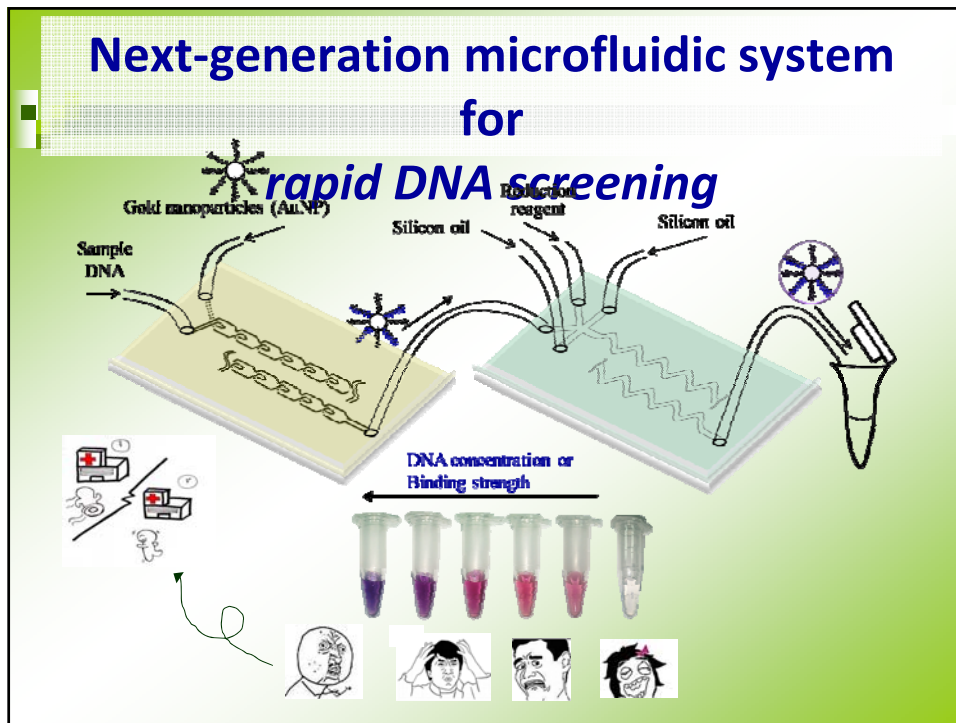 Next-generation microfluidic system
for
rapid DNA screening
Gold nanoparticles (AuNP)
Reduction
reagent
Silicon oil
Silicon oil
Sample
DNA
DNA concentration or
Binding strength